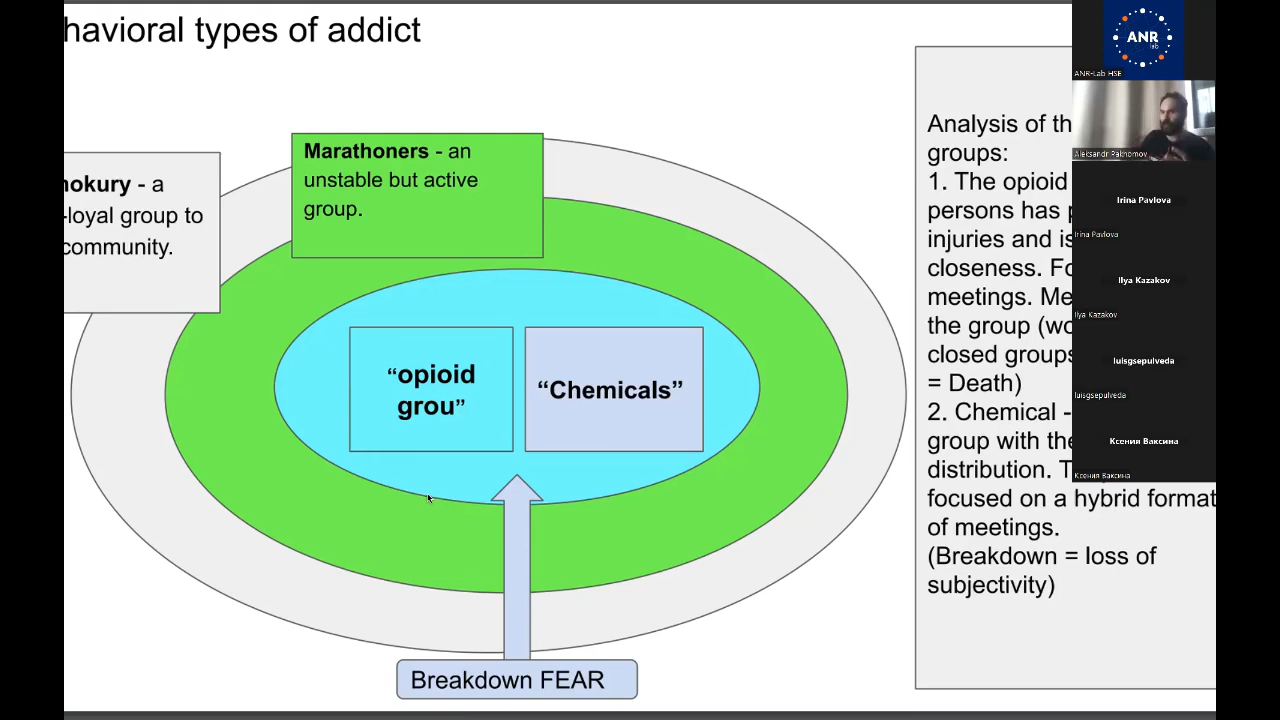 havioral types of addict
nokury - a
-loyal group to
community.
Marathoners - an
unstable but active
group.
“opioid
grou”
“Chemicals”
Breakdown FEAR
Analysis of th
groups:
1. The opioid
persons has p
injuries and is
closeness. Fo
meetings. Me
the group (wo
closed groups
= Death)
2. Chemical -
group with the
distribution. T
focused on a hybrid format
of meetings.
(Breakdown = loss of
subjectivity)
ANR
lab
ANR-Lab HSE
Aleksandr Pakhomov
Irina Pavlova
Irina Pavlova
Ilya Kazakov
Ilya Kazakov
luisgsepulveda
luisgsepulveda
Ксения Ваксина
Ксения Ваксина